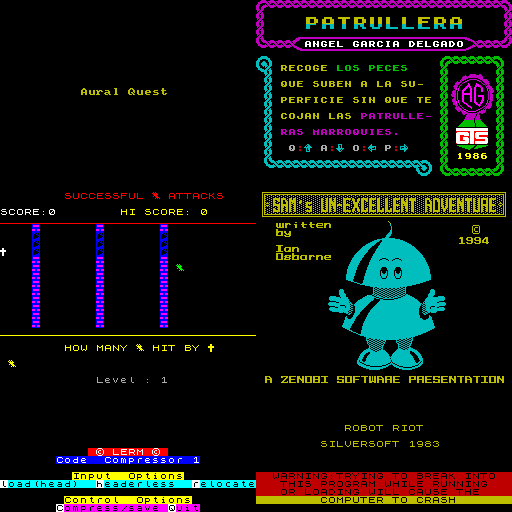 Aural Quest
PATRULLERA
ANGEL GARCIA DELGADO
RECOGE LOS PECES
QUE SUBEN A LA SU-
PERFICIE SIN QUE TE
COJAN LAS PATRULLE-
RAS MARROQUIES.
Q: A: O: P:
AG
GTS
1986
SUCCESSFUL ATTACKS
SCORE:0 HI SCORE: 0
HOW MANY HIT BY
Level : 1
SAM's UN-EXCELLENT ADVENTURE
written
by
Ian
Osborne
©
1994
A ZENOBI SOFTWARE PRESENTATION
© LERM ©
Code Compressor 1
Input Options
load(head) headerless relocate
Control Options
Compress/save Quit
ROBOT RIOT
SILVERSOFT 1983
WARNING TRYING TO BREAK INTO
THIS PROGRAM WHILE RUNNING
OR LOADING WILL CAUSE THE
COMPUTER TO CRASH